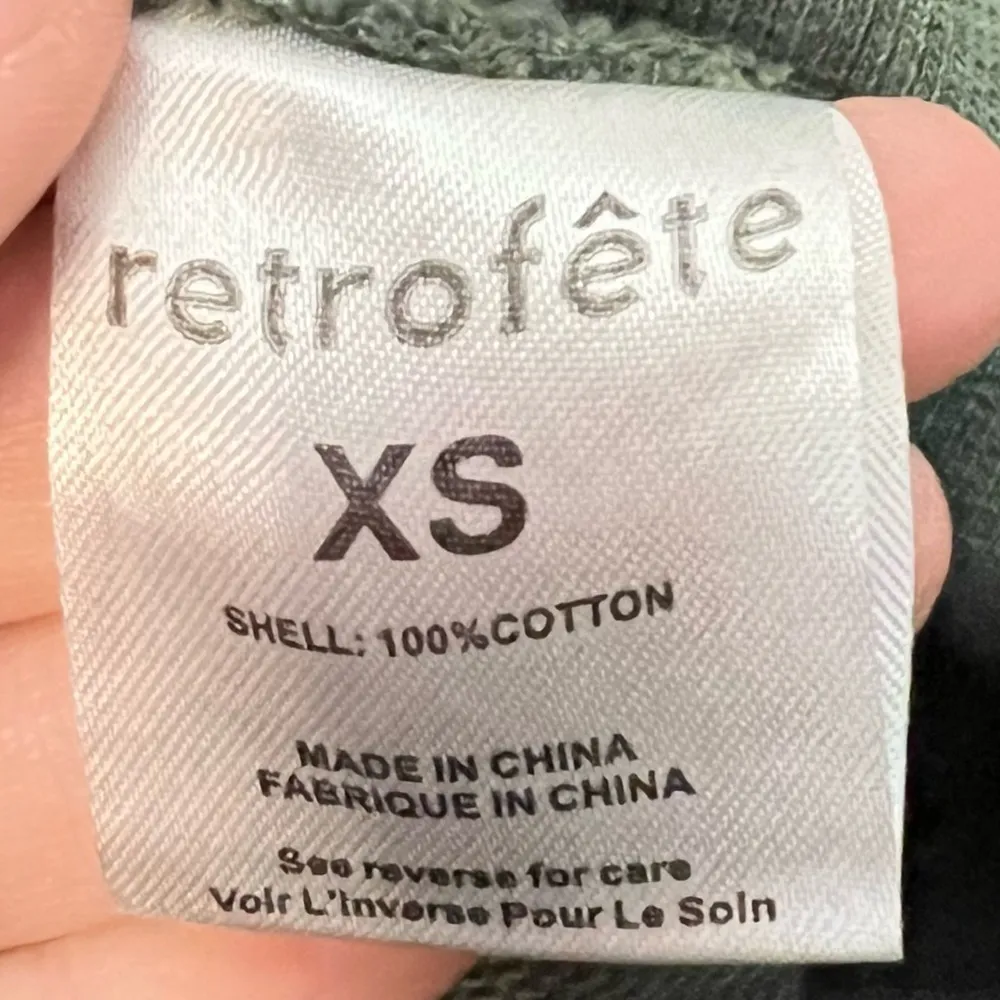 retrofête
XS
SHELL: 100%COTTON
MADE IN CHINA
FABRIQUE IN CHINA
See reverse for care
Voir L'inverse Pour Le Soin